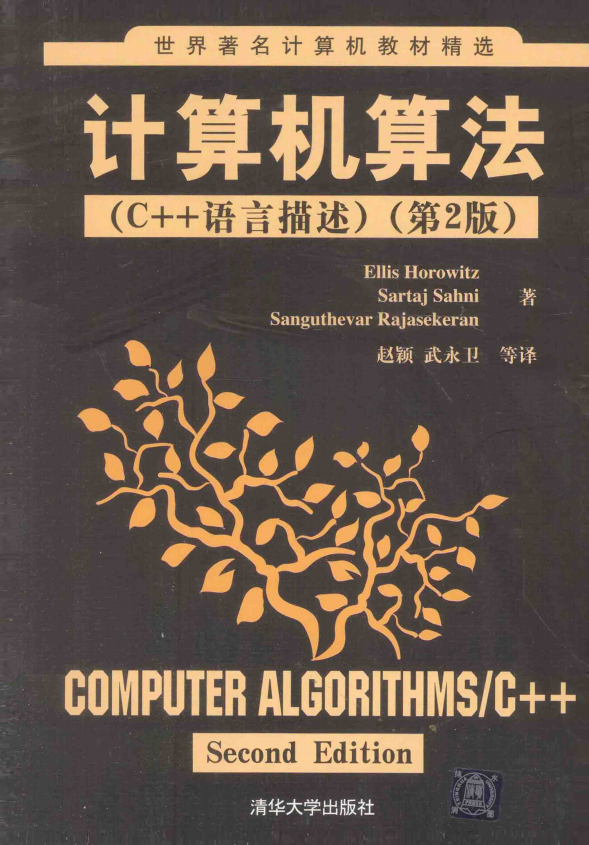 世界著名计算机教材精选
计算机算法
(C++语言描述)(第2版)
Ellis Horowitz
Sartaj Sahni 著
Sanguthevar Rajasekeran
赵颖 武永卫 等译
COMPUTER ALGORITHMS/C++
Second Edition
清华大学出版社